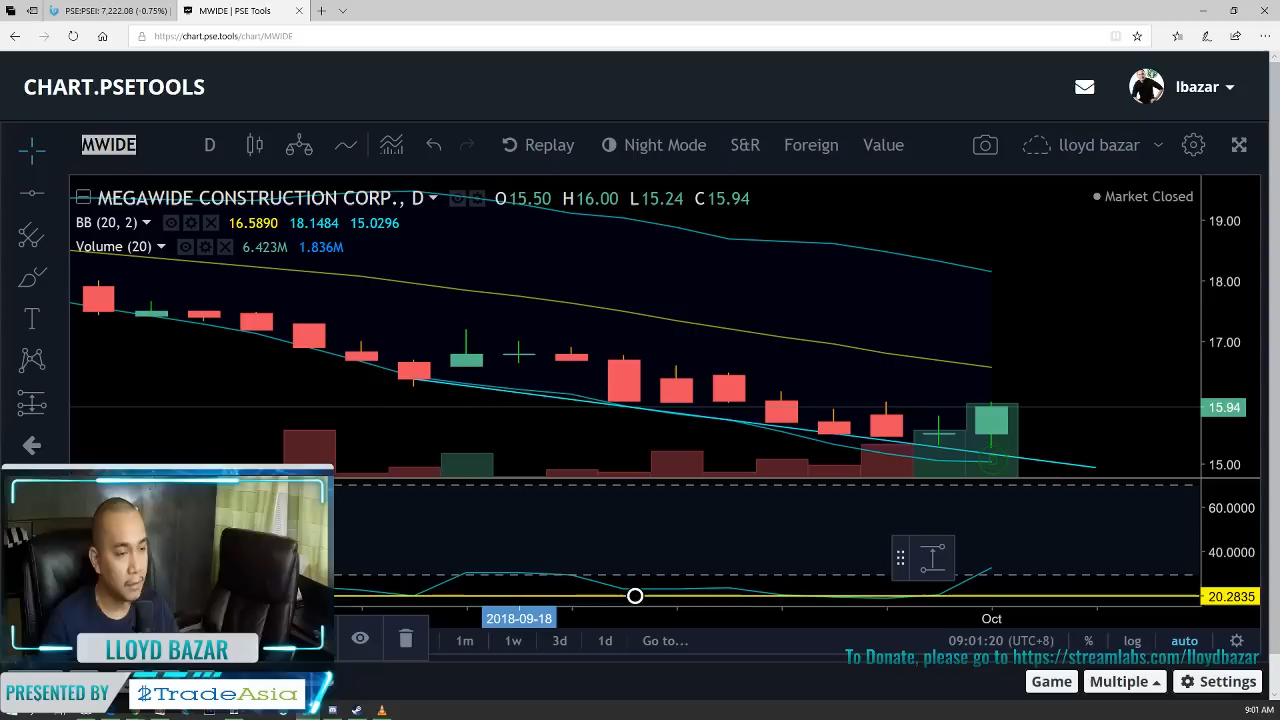 PSE:PSEI: 7,222.08 (-0.75%)
MWIDE | PSE Tools
https://chart.pse.tools/chart/MWIDE
CHART.PSETOOLS
lbazar
MWIDE
D
Replay
Night Mode
S&R
Foreign
Value
lloyd bazar
MEGAWIDE CONSTRUCTION CORP., D
O15.50 H16.00 L15.24 C15.94
Market Closed
BB (20, 2) 16.5890 18.1484 15.0296
Volume (20) 6.423M 1.836M
19.00
18.00
17.00
15.94
15.00
60.0000
40.0000
20.2835
2018-09-18
Oct
1m 1w 3d 1d Go to...
09:01:20 (UTC+8) % log auto
LLOYD BAZAR
To Donate, please go to https://streamlabs.com/lloydbazar
PRESENTED BY
$TradeAsia
Game
Multiple
Settings
9:01 AM